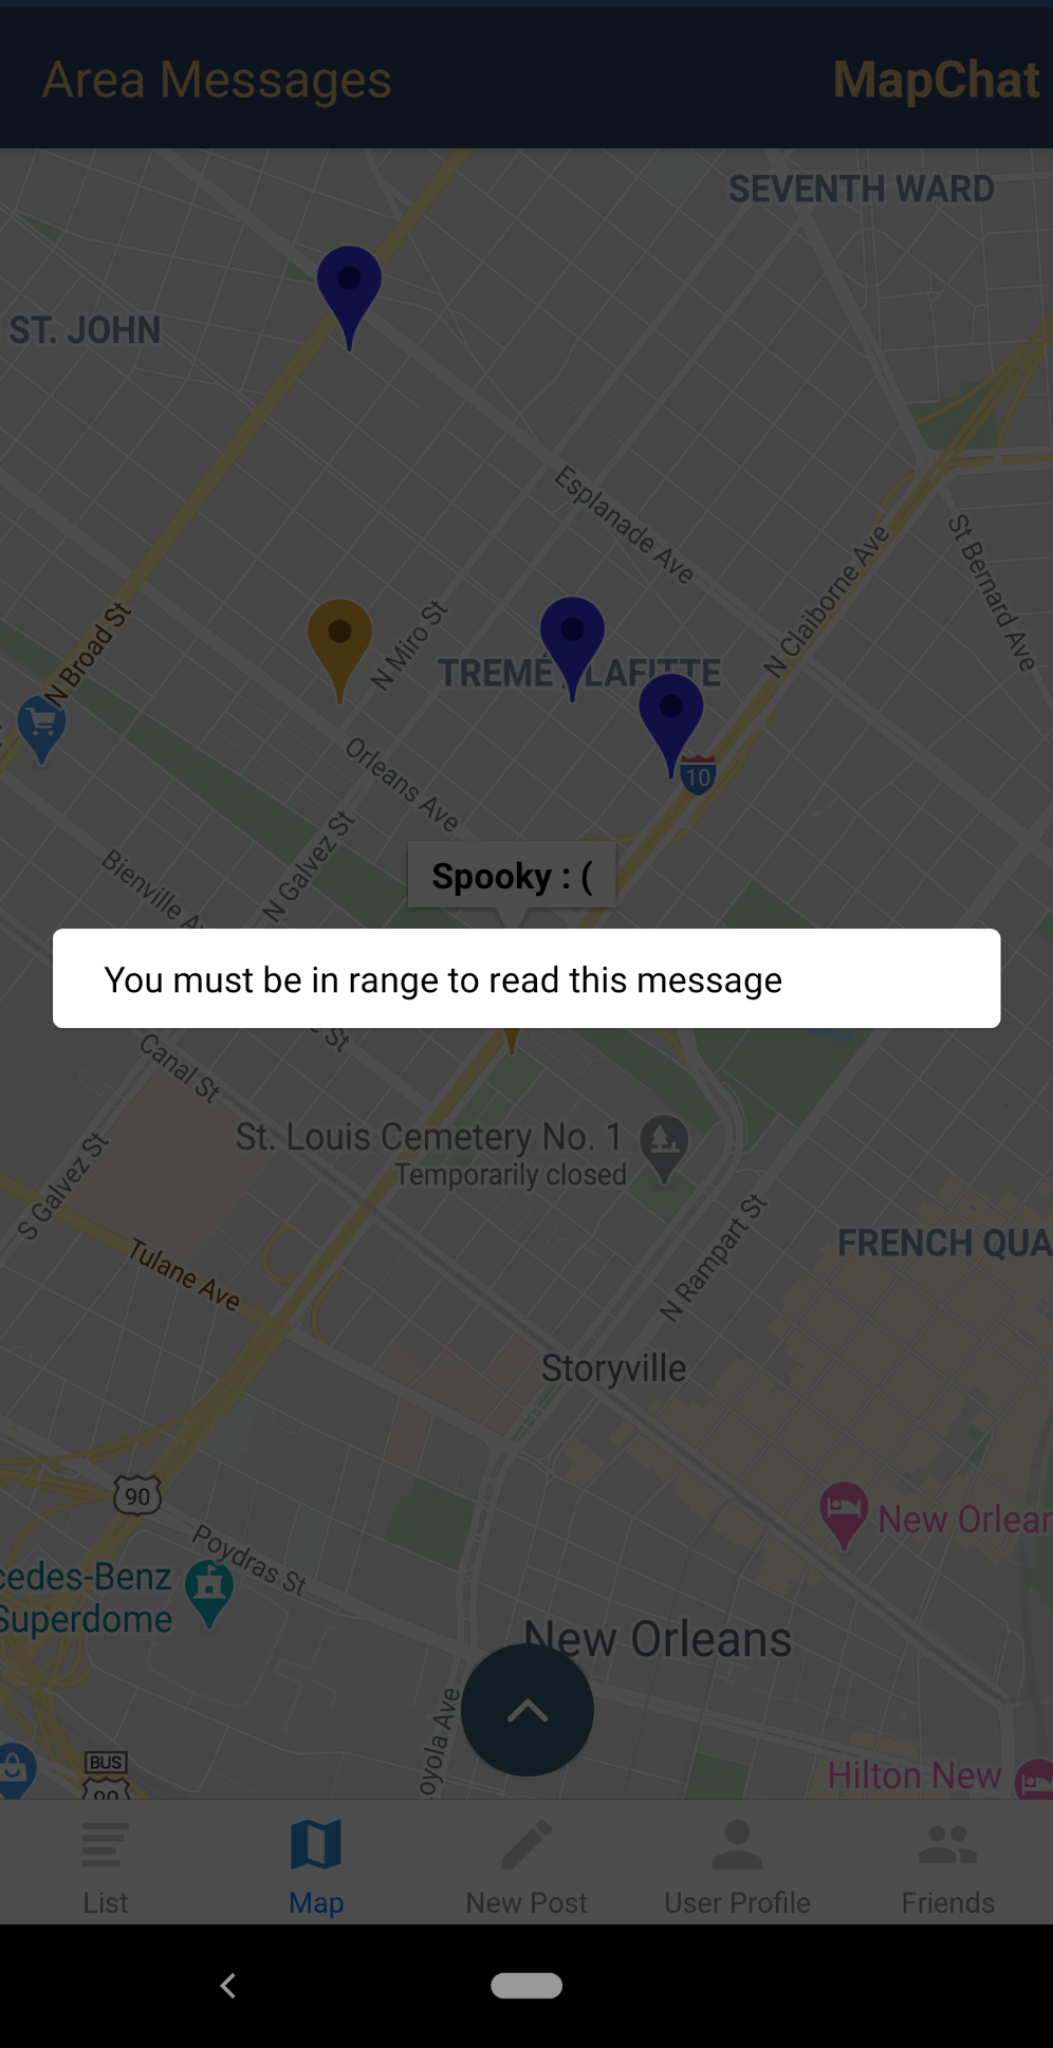 Area Messages
MapChat
SEVENTH WARD
ST. JOHN
Esplanade Ave
N Claiborne Ave
St Bernard Ave
N Broad St
N Miro St
TREMÉ LAFITTE
10
Orleans Ave
N Galvez St
Bienville Av
Spooky : (
You must be in range to read this message
St
Canal St
St. Louis Cemetery No. 1
Temporarily closed
S Galvez St
N Rampart St
FRENCH QUA
Tulane Ave
Storyville
90
New Orlean
Poydras St
cedes-Benz
Superdome
New Orleans
oyola Ave
BUS
90
Hilton New
List
Map
New Post
User Profile
Friends